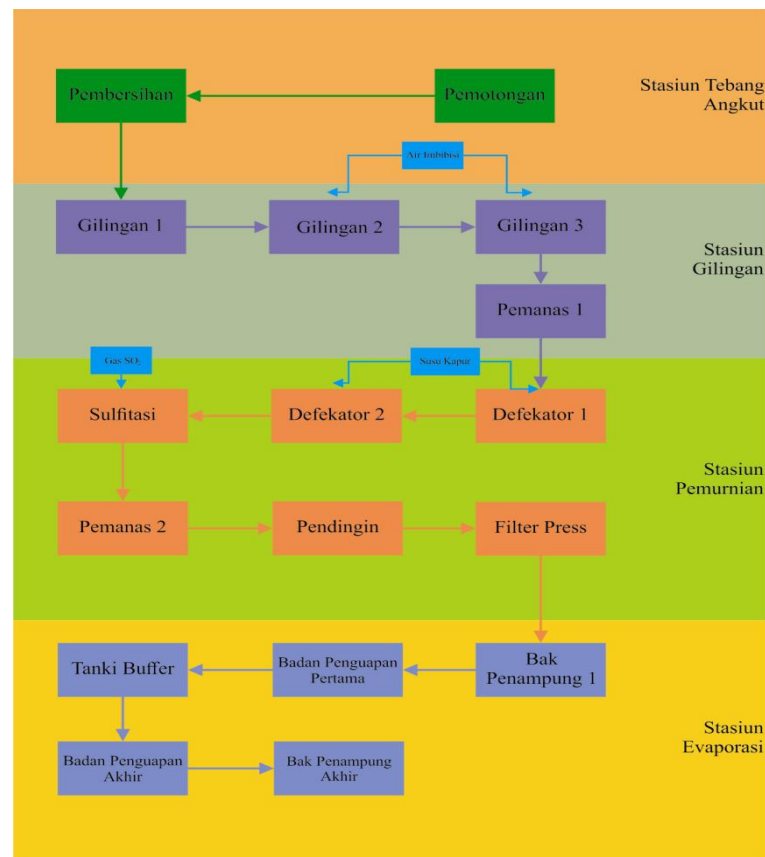 Stasiun Tebang
Angkut
Pembersihan
Pemotongan
Air Imbibisi
Gilingan 1
Gilingan 2
Gilingan 3
Stasiun
Gilingan
Pemanas 1
Gas SO₂
Susu Kapur
Sulfitasi
Defekator 2
Defekator 1
Stasiun
Pemurnian
Pemanas 2
Pendingin
Filter Press
Tanki Buffer
Badan Penguapan
Pertama
Bak
Penampung 1
Stasiun
Evaporasi
Badan Penguapan
Akhir
Bak Penampung
Akhir